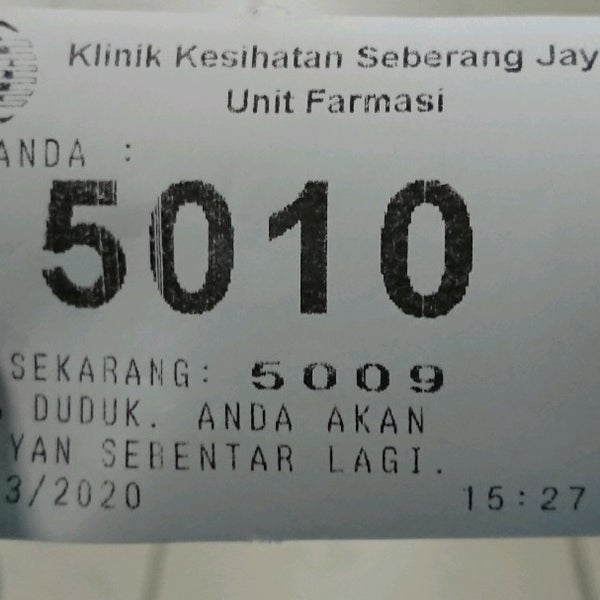 Klinik Kesihatan Seberang Jay
Unit Farmasi
ANDA :
5010
SEKARANG: 5009
DUDUK. ANDA AKAN
YAN SEBENTAR LAGI.
3/2020 15:27